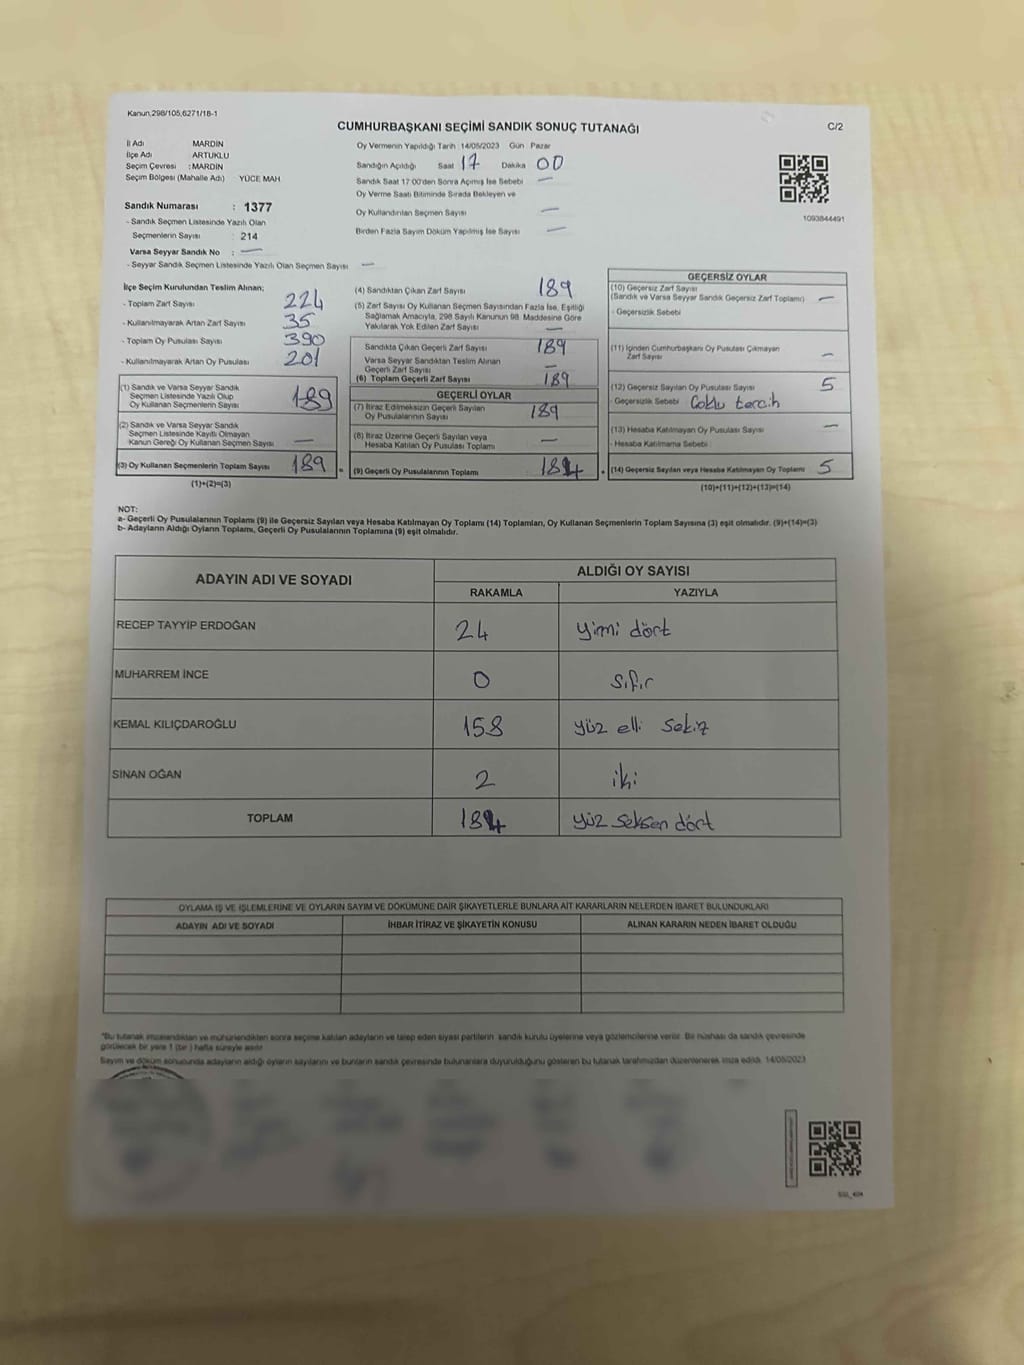 Kanun,298/105,6271/18-1
CUMHURBAŞKANI SEÇİMİ SANDIK SONUÇ TUTANAĞI
C/2
İl Adı MARDİN
İlçe Adı ARTUKLU
Seçim Çevresi : MARDİN
Seçim Bölgesi (Mahalle Adı) YÜCE MAH
Sandık Numarası : 1377
- Sandık Seçmen Listesinde Yazılı Olan
Seçmenlerin Sayısı : 214
Varsa Seyyar Sandık No : —
- Seyyar Sandık Seçmen Listesinde Yazılı Olan Seçmen Sayısı —
Oy Vermenin Yapıldığı Tarih 14/05/2023 Gün Pazar
Sandığın Açıldığı Saat 17 Dakika 00
Sandık Saat 17:00'den Sonra Açımış İse Sebebi —
Oy Verme Saati Bitiminde Sırada Bekleyen ve
Oy Kullandırılan Seçmen Sayısı —
Birden Fazla Sayım Döküm Yapılmış İse Sayısı —
1093844491
İlçe Seçim Kurulundan Teslim Alınan;
- Toplam Zarf Sayısı 224
- Kullanılmayarak Artan Zarf Sayısı 35
- Toplam Oy Pusulası Sayısı 390
- Kullanılmayarak Artan Oy Pusulası 201
(1) Sandık ve Varsa Seyyar Sandık
Seçmen Listesinde Yazılı Olup
Oy Kullanan Seçmenlerin Sayısı 189
(2) Sandık ve Varsa Seyyar Sandık
Seçmen Listesinde Kayıtlı Olmayan
Kanun Gereği Oy Kullanan Seçmen Sayısı —
(3) Oy Kullanan Seçmenlerin Toplam Sayısı 189
(1)+(2)=(3)
(4) Sandıktan Çıkan Zarf Sayısı 189
(5) Zarf Sayısı Oy Kullanan Seçmen Sayısından Fazla İse, Eşitliği
Sağlamak Amacıyla, 298 Sayılı Kanunun 98. Maddesine Göre
Yakılarak Yok Edilen Zarf Sayısı —
Sandıkta Çıkan Geçerli Zarf Sayısı 189
Varsa Seyyar Sandıktan Teslim Alınan
Geçerli Zarf Sayısı —
(6) Toplam Geçerli Zarf Sayısı 189
GEÇERLİ OYLAR
(7) İtiraz Edilmeksizin Geçerli Sayılan
Oy Pusulalarının Sayısı 189
(8) İtiraz Üzerine Geçerli Sayılan veya
Hesaba Katılan Oy Pusulası Toplamı —
= (9) Geçerli Oy Pusulalarının Toplamı 184
GEÇERSİZ OYLAR
(10) Geçersiz Zarf Sayısı
(Sandık ve Varsa Seyyar Sandık Geçersiz Zarf Toplamı) —
- Geçersizlik Sebebi
(11) İçinden Cumhurbaşkanı Oy Pusulası Çıkmayan
Zarf Sayısı —
(12) Geçersiz Sayılan Oy Pusulası Sayısı 5
- Geçersizlik Sebebi Çoklu tercih
(13) Hesaba Katılmayan Oy Pusulası Sayısı —
- Hesaba Katılmama Sebebi
+ (14) Geçersiz Sayılan veya Hesaba Katılmayan Oy Toplamı 5
(10)+(11)+(12)+(13)=(14)
NOT:
a- Geçerli Oy Pusulalarının Toplamı (9) ile Geçersiz Sayılan veya Hesaba Katılmayan Oy Toplamı (14) Toplamları, Oy Kullanan Seçmenlerin Toplam Sayısına (3) eşit olmalıdır. (9)+(14)=(3)
b- Adayların Aldığı Oyların Toplamı, Geçerli Oy Pusulalarının Toplamına (9) eşit olmalıdır.
ADAYIN ADI VE SOYADI
ALDIĞI OY SAYISI
RAKAMLA YAZIYLA
RECEP TAYYİP ERDOĞAN 24 yirmi dört
MUHARREM İNCE 0 sıfır
KEMAL KILIÇDAROĞLU 158 yüz elli sekiz
SİNAN OĞAN 2 iki
TOPLAM 184 yüz seksen dört
OYLAMA İŞ VE İŞLEMLERİNE VE OYLARIN SAYIM VE DÖKÜMÜNE DAİR ŞİKAYETLERLE BUNLARA AİT KARARLARIN NELERDEN İBARET BULUNDUKLARI
ADAYIN ADI VE SOYADI İHBAR İTİRAZ VE ŞİKAYETİN KONUSU ALINAN KARARIN NEDEN İBARET OLDUĞU
*Bu tutanak imzalandıktan ve mühürlendikten sonra seçime katılan adayların ve talep eden siyasi partilerin sandık kurulu üyelerine veya gözlemcilerine verilir. Bir nüshası da sandık çevresinde
görülecek bir yere 1 (bir ) hafta süreyle asılır
Sayım ve döküm sonucunda adayların aldığı oyların sayılarını ve bunların sandık çevresinde bulunanlara duyurulduğunu gösteren bu tutanak tarafımızdan düzenlenerek imza edildi. 14/05/2023